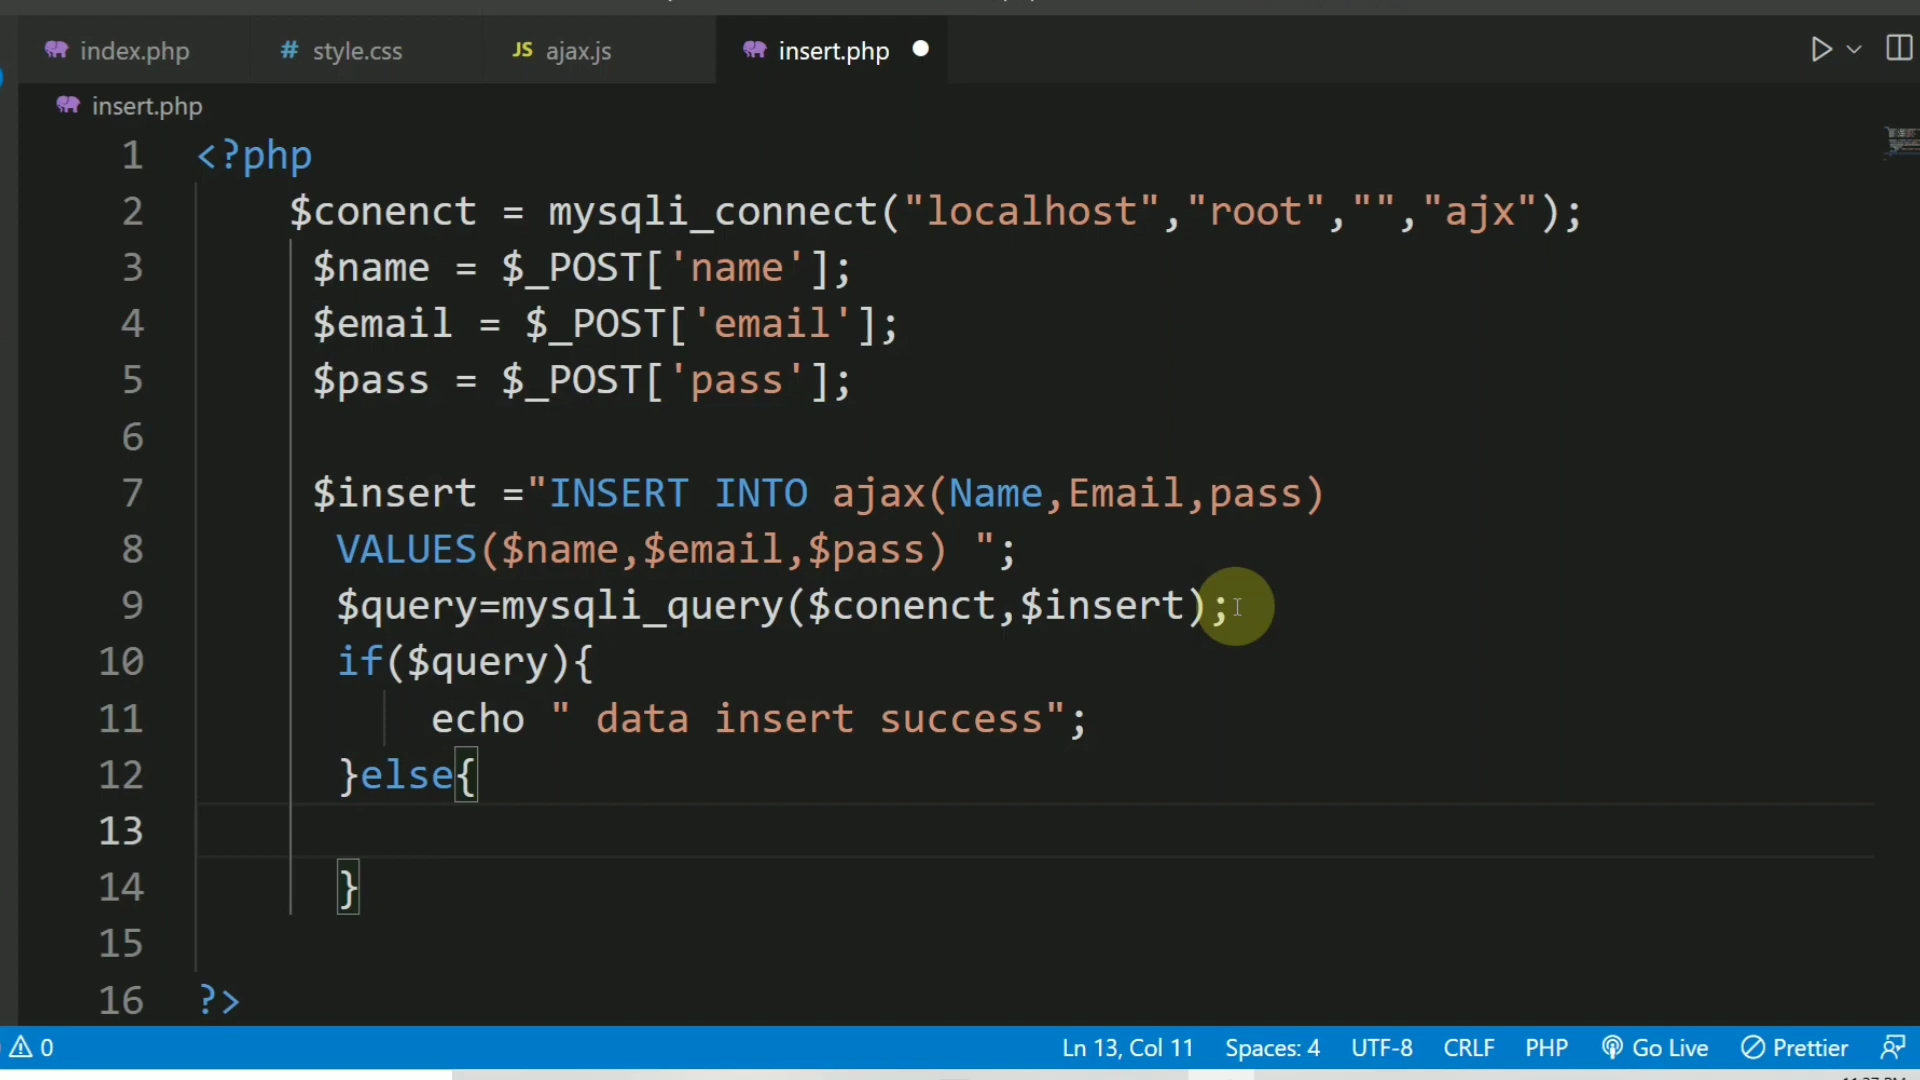 index.php
# style.css
JS ajax.js
insert.php
insert.php
1 <?php
2 $conenct = mysqli_connect("localhost","root","","ajx");
3 $name = $_POST['name'];
4 $email = $_POST['email'];
5 $pass = $_POST['pass'];
6
7 $insert ="INSERT INTO ajax(Name,Email,pass)
8 VALUES($name,$email,$pass) ";
9 $query=mysqli_query($conenct,$insert);
10 if($query){
11 echo " data insert success";
12 }else{
13
14 }
15
16 ?>
0 Ln 13, Col 11 Spaces: 4 UTF-8 CRLF PHP Go Live Prettier